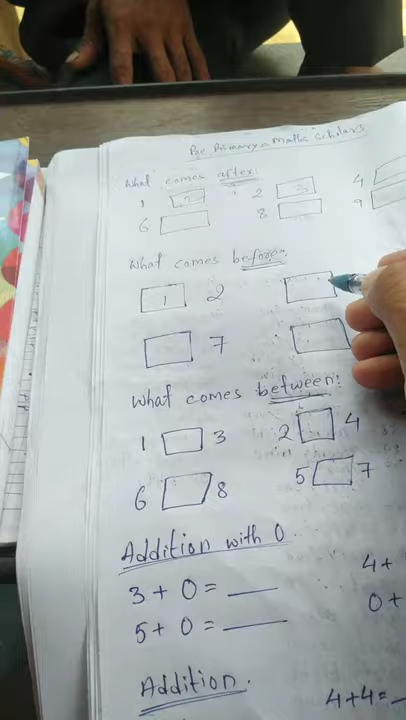 Pre Primary Maths Scholars
What comes after:
1 2 2 3 4
6 8 9
What comes before:
1 2
7
What comes between:
1 3 2 4
6 8 5 7
Addition with 0
3 + 0 = 4 +
5 + 0 = 0 +
Addition.
4 + 4 =